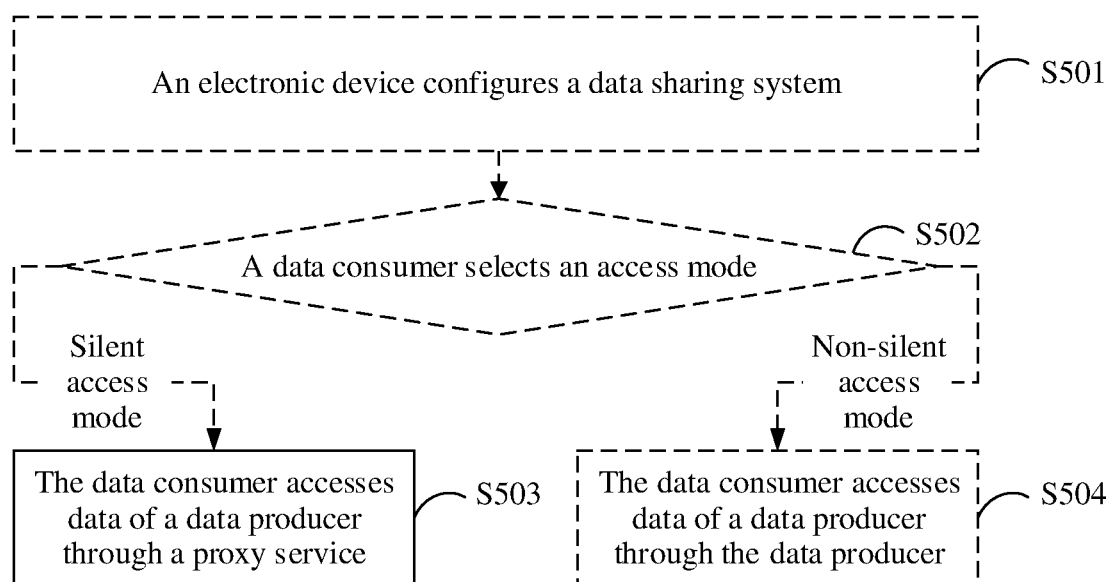 An electronic device configures a data sharing system
S501
S502
A data consumer selects an access mode
Silent
access
mode
Non-silent
access
mode
The data consumer accesses
data of a data producer
through a proxy service
S503
The data consumer accesses
data of a data producer
through the data producer
S504